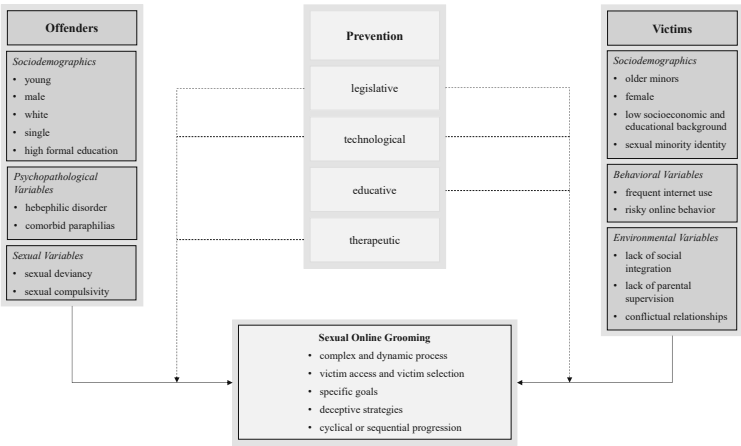 Offenders
Sociodemographics
• young
• male
• white
• single
• high formal education
Psychopathological
Variables
• hebephilic disorder
• comorbid paraphilias
Sexual Variables
• sexual deviancy
• sexual compulsivity
Prevention
legislative
technological
educative
therapeutic
Victims
Sociodemographics
• older minors
• female
• low socioeconomic and
educational background
• sexual minority identity
Behavioral Variables
• frequent internet use
• risky online behavior
Environmental Variables
• lack of social
integration
• lack of parental
supervision
• conflictual relationships
Sexual Online Grooming
• complex and dynamic process
• victim access and victim selection
• specific goals
• deceptive strategies
• cyclical or sequential progression